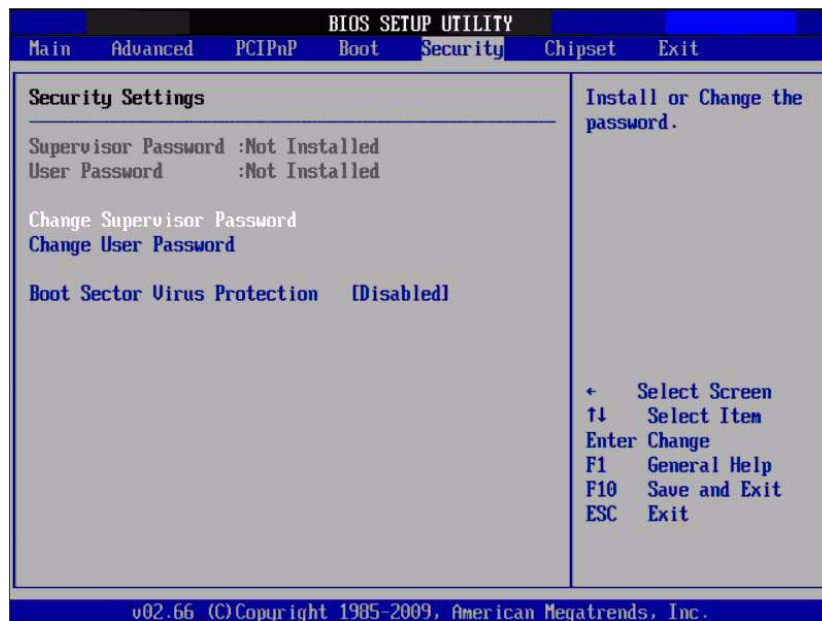 BIOS SETUP UTILITY
Main Advanced PCIPnP Boot Security Chipset Exit
Security Settings
Supervisor Password :Not Installed
User Password :Not Installed
Change Supervisor Password
Change User Password
Boot Sector Virus Protection [Disabled]
Install or Change the
password.
← Select Screen
↑↓ Select Item
Enter Change
F1 General Help
F10 Save and Exit
ESC Exit
v02.66 (C)Copyright 1985-2009, American Megatrends, Inc.